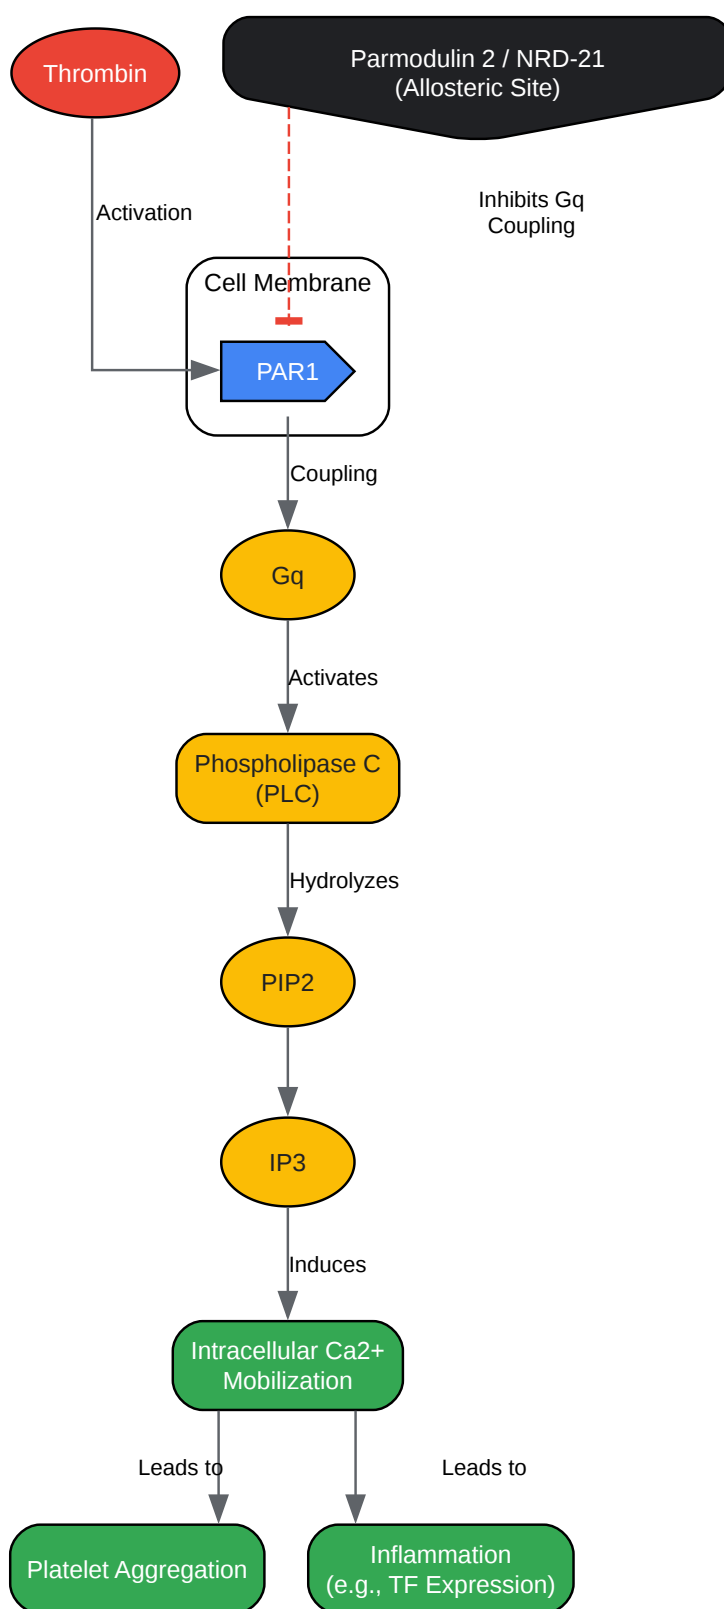 Thrombin
Parmodulin 2 / NRD-21
(Allosteric Site)
Activation
Inhibits Gq
Coupling
Cell Membrane
PAR1
Coupling
Gq
Activates
Phospholipase C
(PLC)
Hydrolyzes
PIP2
IP3
Induces
Intracellular Ca2+
Mobilization
Leads to
Leads to
Platelet Aggregation
Inflammation
(e.g., TF Expression)